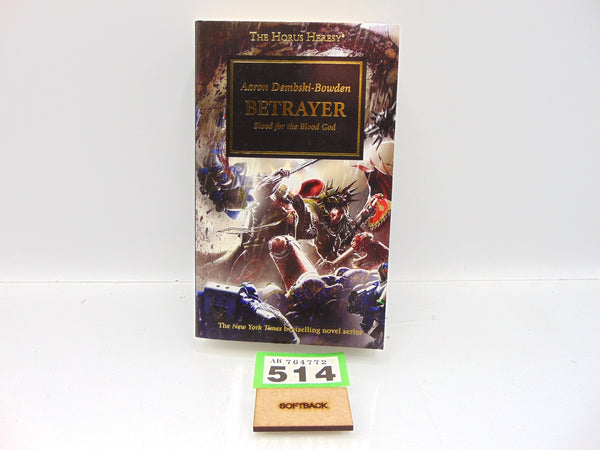 THE HORUS HERESY®
Aaron Dembski-Bowden
BETRAYER
Blood for the Blood God
The New York Times bestselling novel series
AB 764772
514
SOFTBACK